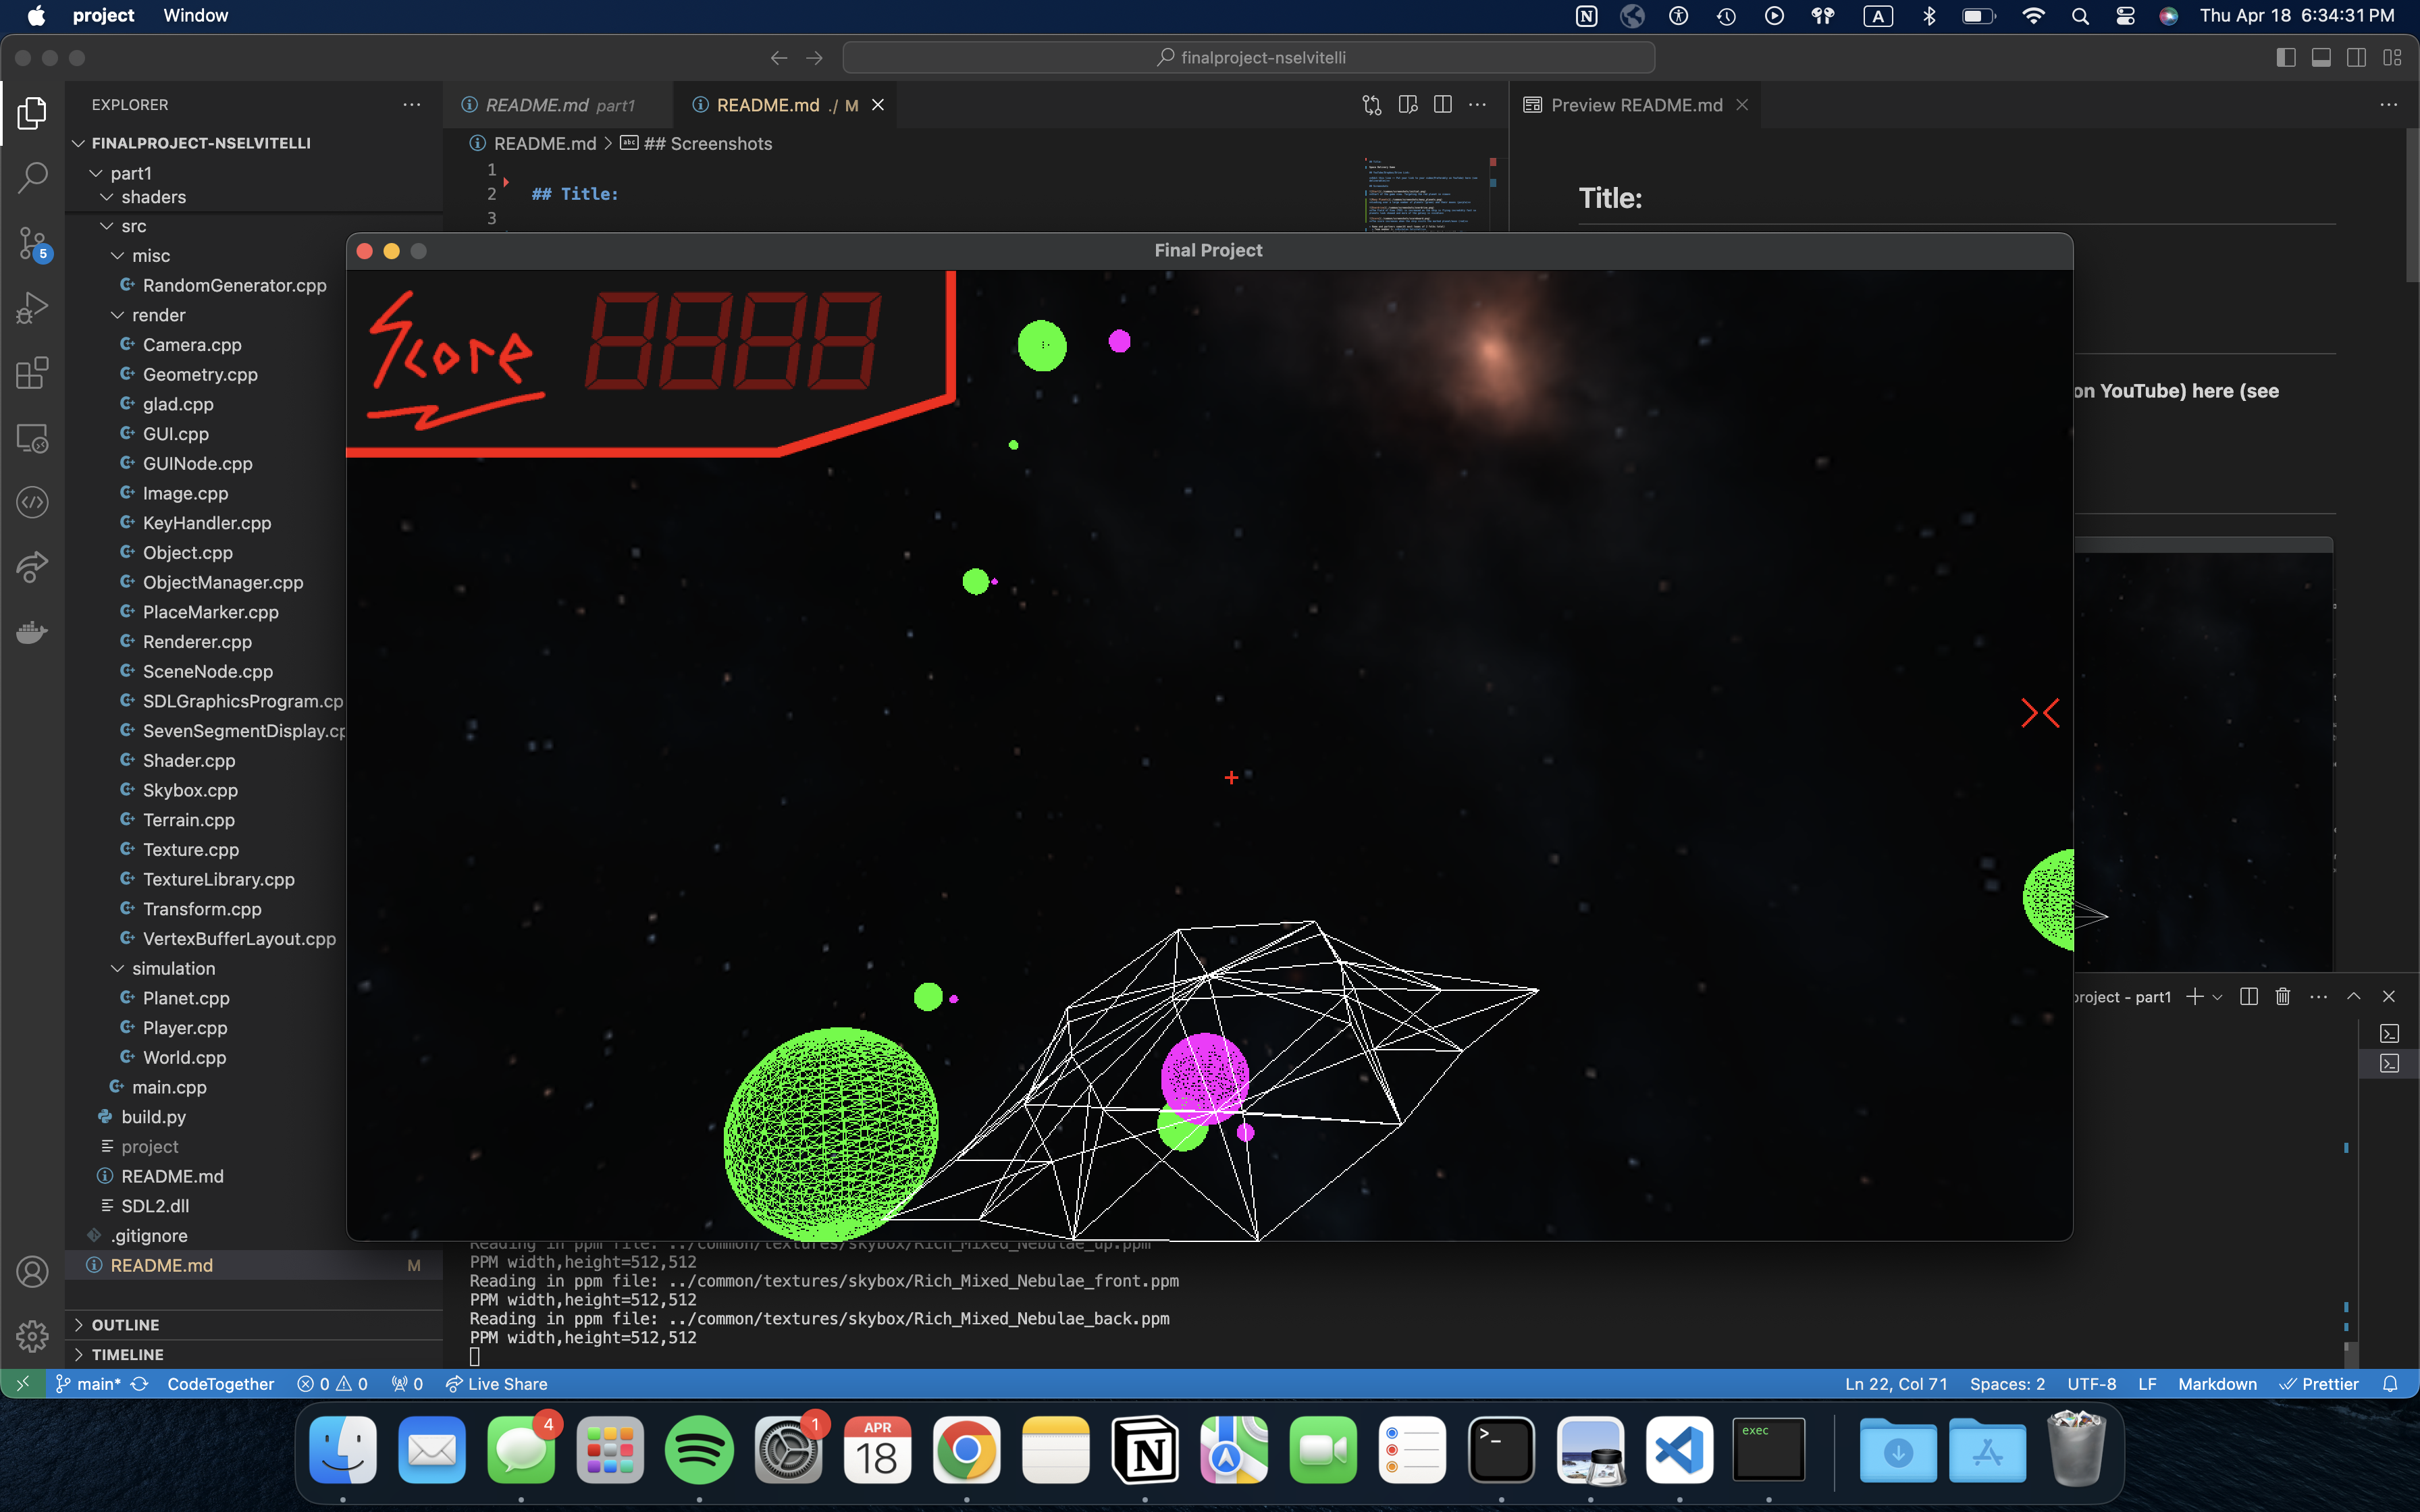 project Window
A
Thu Apr 18 6:34:31 PM
finalproject-nselvitelli
EXPLORER
README.md part1
README.md ./ M
Preview README.md
FINALPROJECT-NSELVITELLI
README.md > ## Screenshots
part1
shaders
src
misc
RandomGenerator.cpp
render
Camera.cpp
Geometry.cpp
glad.cpp
GUI.cpp
GUINode.cpp
Image.cpp
KeyHandler.cpp
Object.cpp
ObjectManager.cpp
PlaceMarker.cpp
Renderer.cpp
SceneNode.cpp
SDLGraphicsProgram.cp
SevenSegmentDisplay.cp
Shader.cpp
Skybox.cpp
Terrain.cpp
Texture.cpp
TextureLibrary.cpp
Transform.cpp
VertexBufferLayout.cpp
simulation
Planet.cpp
Player.cpp
World.cpp
main.cpp
build.py
project
README.md
SDL2.dll
.gitignore
README.md M
OUTLINE
TIMELINE
5
1
2 ## Title:
3
Title:
Final Project
Score
on YouTube) here (see
project - part1
Reading in ppm file: ../common/textures/skybox/Rich_Mixed_Nebulae_up.ppm
PPM width,height=512,512
Reading in ppm file: ../common/textures/skybox/Rich_Mixed_Nebulae_front.ppm
PPM width,height=512,512
Reading in ppm file: ../common/textures/skybox/Rich_Mixed_Nebulae_back.ppm
PPM width,height=512,512
main* CodeTogether 0 0 0 Live Share
Ln 22, Col 71 Spaces: 2 UTF-8 LF Markdown Prettier
4
1
APR
18
exec